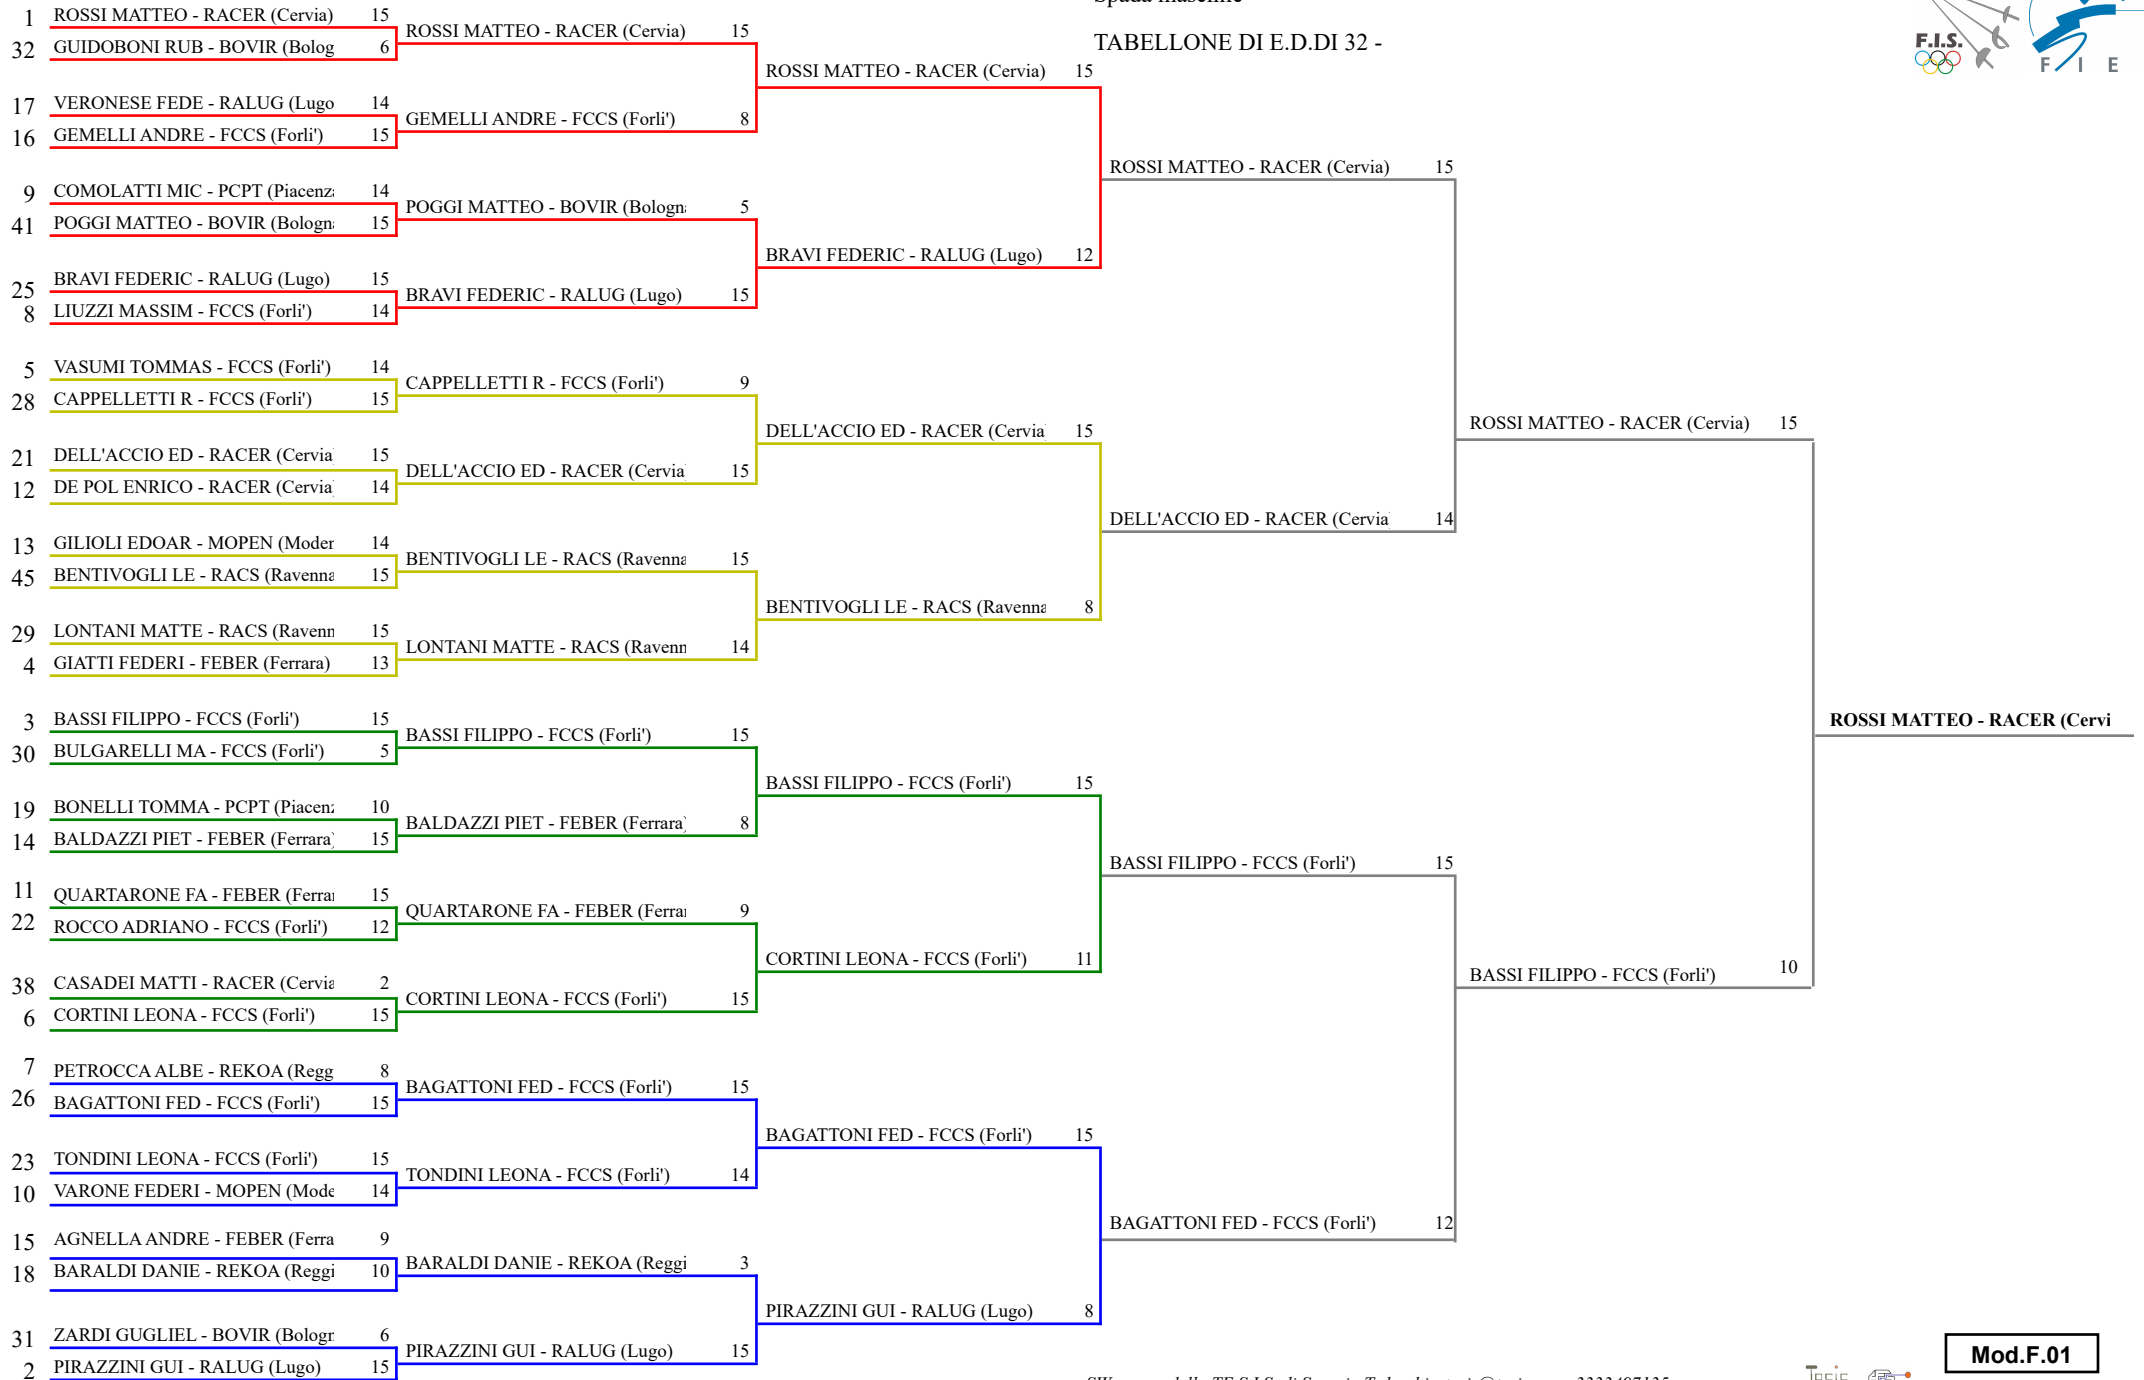 Spada maschile
TABELLONE DI E.D.DI 32 -
F.I.S.
F I E
1 ROSSI MATTEO - RACER (Cervia) 15
32 GUIDOBONI RUB - BOVIR (Bolog 6
17 VERONESE FEDE - RALUG (Lugo 14
16 GEMELLI ANDRE - FCCS (Forli') 15
9 COMOLATTI MIC - PCPT (Piacenz 14
41 POGGI MATTEO - BOVIR (Bologn 15
25 BRAVI FEDERIC - RALUG (Lugo) 15
8 LIUZZI MASSIM - FCCS (Forli') 14
5 VASUMI TOMMAS - FCCS (Forli') 14
28 CAPPELLETTI R - FCCS (Forli') 15
21 DELL'ACCIO ED - RACER (Cervia 15
12 DE POL ENRICO - RACER (Cervia 14
13 GILIOLI EDOAR - MOPEN (Moder 14
45 BENTIVOGLI LE - RACS (Ravenna 15
29 LONTANI MATTE - RACS (Ravenn 15
4 GIATTI FEDERI - FEBER (Ferrara) 13
3 BASSI FILIPPO - FCCS (Forli') 15
30 BULGARELLI MA - FCCS (Forli') 5
19 BONELLI TOMMA - PCPT (Piacenz 10
14 BALDAZZI PIET - FEBER (Ferrara) 15
11 QUARTARONE FA - FEBER (Ferra 15
22 ROCCO ADRIANO - FCCS (Forli') 12
38 CASADEI MATTI - RACER (Cervia 2
6 CORTINI LEONA - FCCS (Forli') 15
7 PETROCCA ALBE - REKOA (Regg 8
26 BAGATTONI FED - FCCS (Forli') 15
23 TONDINI LEONA - FCCS (Forli') 15
10 VARONE FEDERI - MOPEN (Mode 14
15 AGNELLA ANDRE - FEBER (Ferra 9
18 BARALDI DANIE - REKOA (Reggi 10
31 ZARDI GUGLIEL - BOVIR (Bologn 6
2 PIRAZZINI GUI - RALUG (Lugo) 15
ROSSI MATTEO - RACER (Cervia) 15
GEMELLI ANDRE - FCCS (Forli') 8
POGGI MATTEO - BOVIR (Bologn 5
BRAVI FEDERIC - RALUG (Lugo) 15
CAPPELLETTI R - FCCS (Forli') 9
DELL'ACCIO ED - RACER (Cervia 15
BENTIVOGLI LE - RACS (Ravenna 15
LONTANI MATTE - RACS (Ravenn 14
BASSI FILIPPO - FCCS (Forli') 15
BALDAZZI PIET - FEBER (Ferrara) 8
QUARTARONE FA - FEBER (Ferra 9
CORTINI LEONA - FCCS (Forli') 15
BAGATTONI FED - FCCS (Forli') 15
TONDINI LEONA - FCCS (Forli') 14
BARALDI DANIE - REKOA (Reggi 3
PIRAZZINI GUI - RALUG (Lugo) 15
ROSSI MATTEO - RACER (Cervia) 15
BRAVI FEDERIC - RALUG (Lugo) 12
DELL'ACCIO ED - RACER (Cervia 15
BENTIVOGLI LE - RACS (Ravenna 8
BASSI FILIPPO - FCCS (Forli') 15
CORTINI LEONA - FCCS (Forli') 11
BAGATTONI FED - FCCS (Forli') 15
PIRAZZINI GUI - RALUG (Lugo) 8
ROSSI MATTEO - RACER (Cervia) 15
DELL'ACCIO ED - RACER (Cervia 14
BASSI FILIPPO - FCCS (Forli') 15
BAGATTONI FED - FCCS (Forli') 12
ROSSI MATTEO - RACER (Cervia) 15
BASSI FILIPPO - FCCS (Forli') 10
ROSSI MATTEO - RACER (Cervi
Mod.F.01